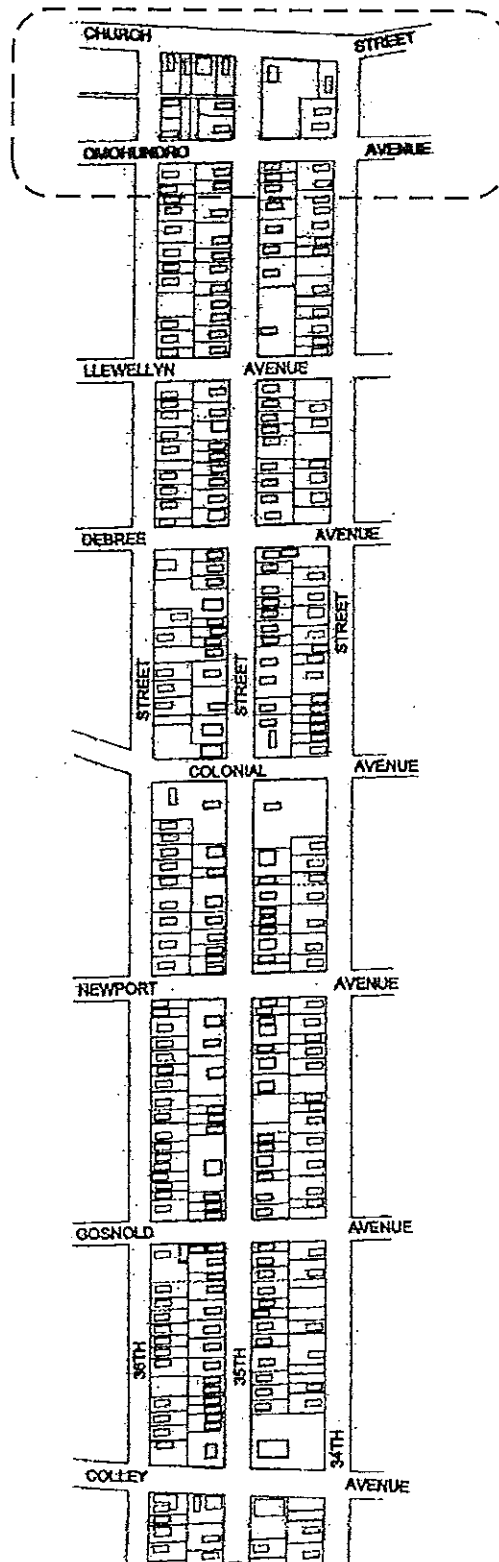 CHURCH STREET
OMOHUNDRO AVENUE
LLEWELLYN AVENUE
DEBREE AVENUE
STREET STREET STREET
COLONIAL AVENUE
NEWPORT AVENUE
GOSNOLD AVENUE
36TH 35TH 34TH
COLLEY AVENUE